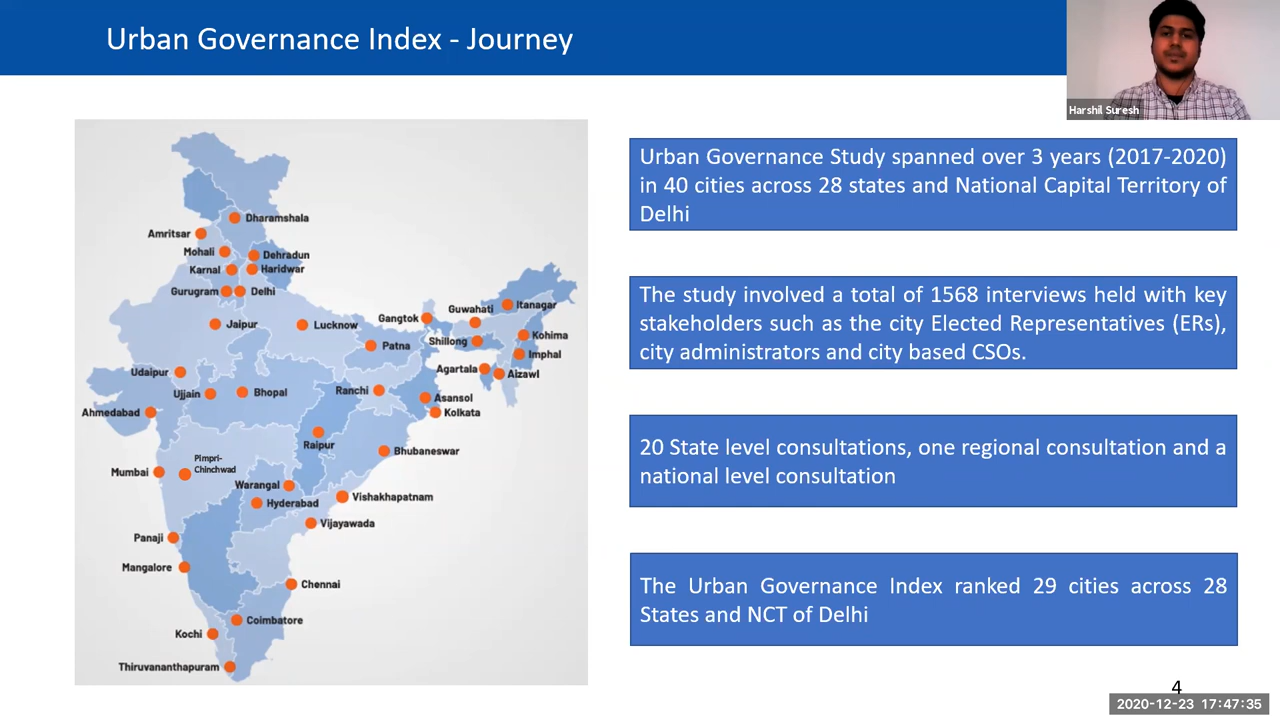 Urban Governance Index - Journey
Harshil Suresh
Dharamshala
Amritsar
Mohali
Dehradun
Karnal
Haridwar
Gurugram
Delhi
Jaipur
Lucknow
Gangtok
Guwahati
Itanagar
Patna
Shillong
Kohima
Imphal
Udaipur
Agartala
Aizawl
Ujjain
Bhopal
Ranchi
Asansol
Ahmedabad
Kolkata
Raipur
Bhubaneswar
Pimpri-
Chinchwad
Mumbai
Warangal
Hyderabad
Vishakhapatnam
Vijayawada
Panaji
Mangalore
Chennai
Coimbatore
Kochi
Thiruvananthapuram
Urban Governance Study spanned over 3 years (2017-2020)
in 40 cities across 28 states and National Capital Territory of
Delhi
The study involved a total of 1568 interviews held with key
stakeholders such as the city Elected Representatives (ERs),
city administrators and city based CSOs.
20 State level consultations, one regional consultation and a
national level consultation
The Urban Governance Index ranked 29 cities across 28
States and NCT of Delhi
4
2020-12-23 17:47:35